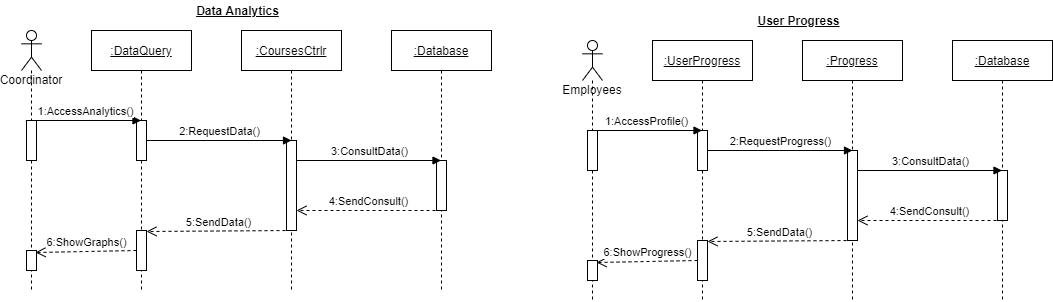 Data Analytics
:DataQuery
:CoursesCtrlr
:Database
Coordinator
1:AccessAnalytics()
2:RequestData()
3:ConsultData()
4:SendConsult()
5:SendData()
6:ShowGraphs()
User Progress
:UserProgress
:Progress
:Database
Employees
1:AccessProfile()
2:RequestProgress()
3:ConsultData()
4:SendConsult()
5:SendData()
6:ShowProgress()